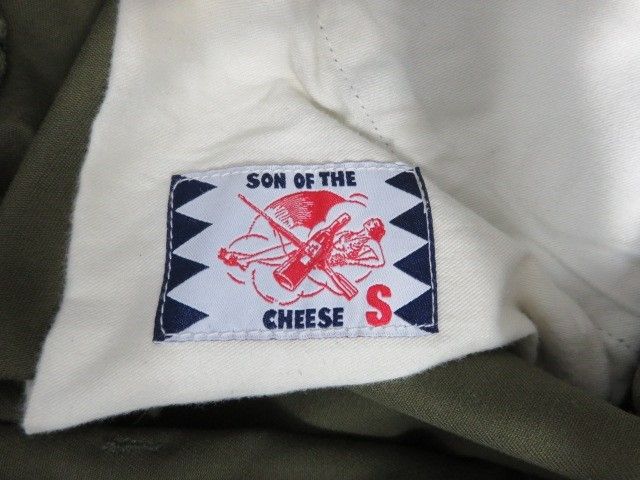 SON OF THE
CHEESE S